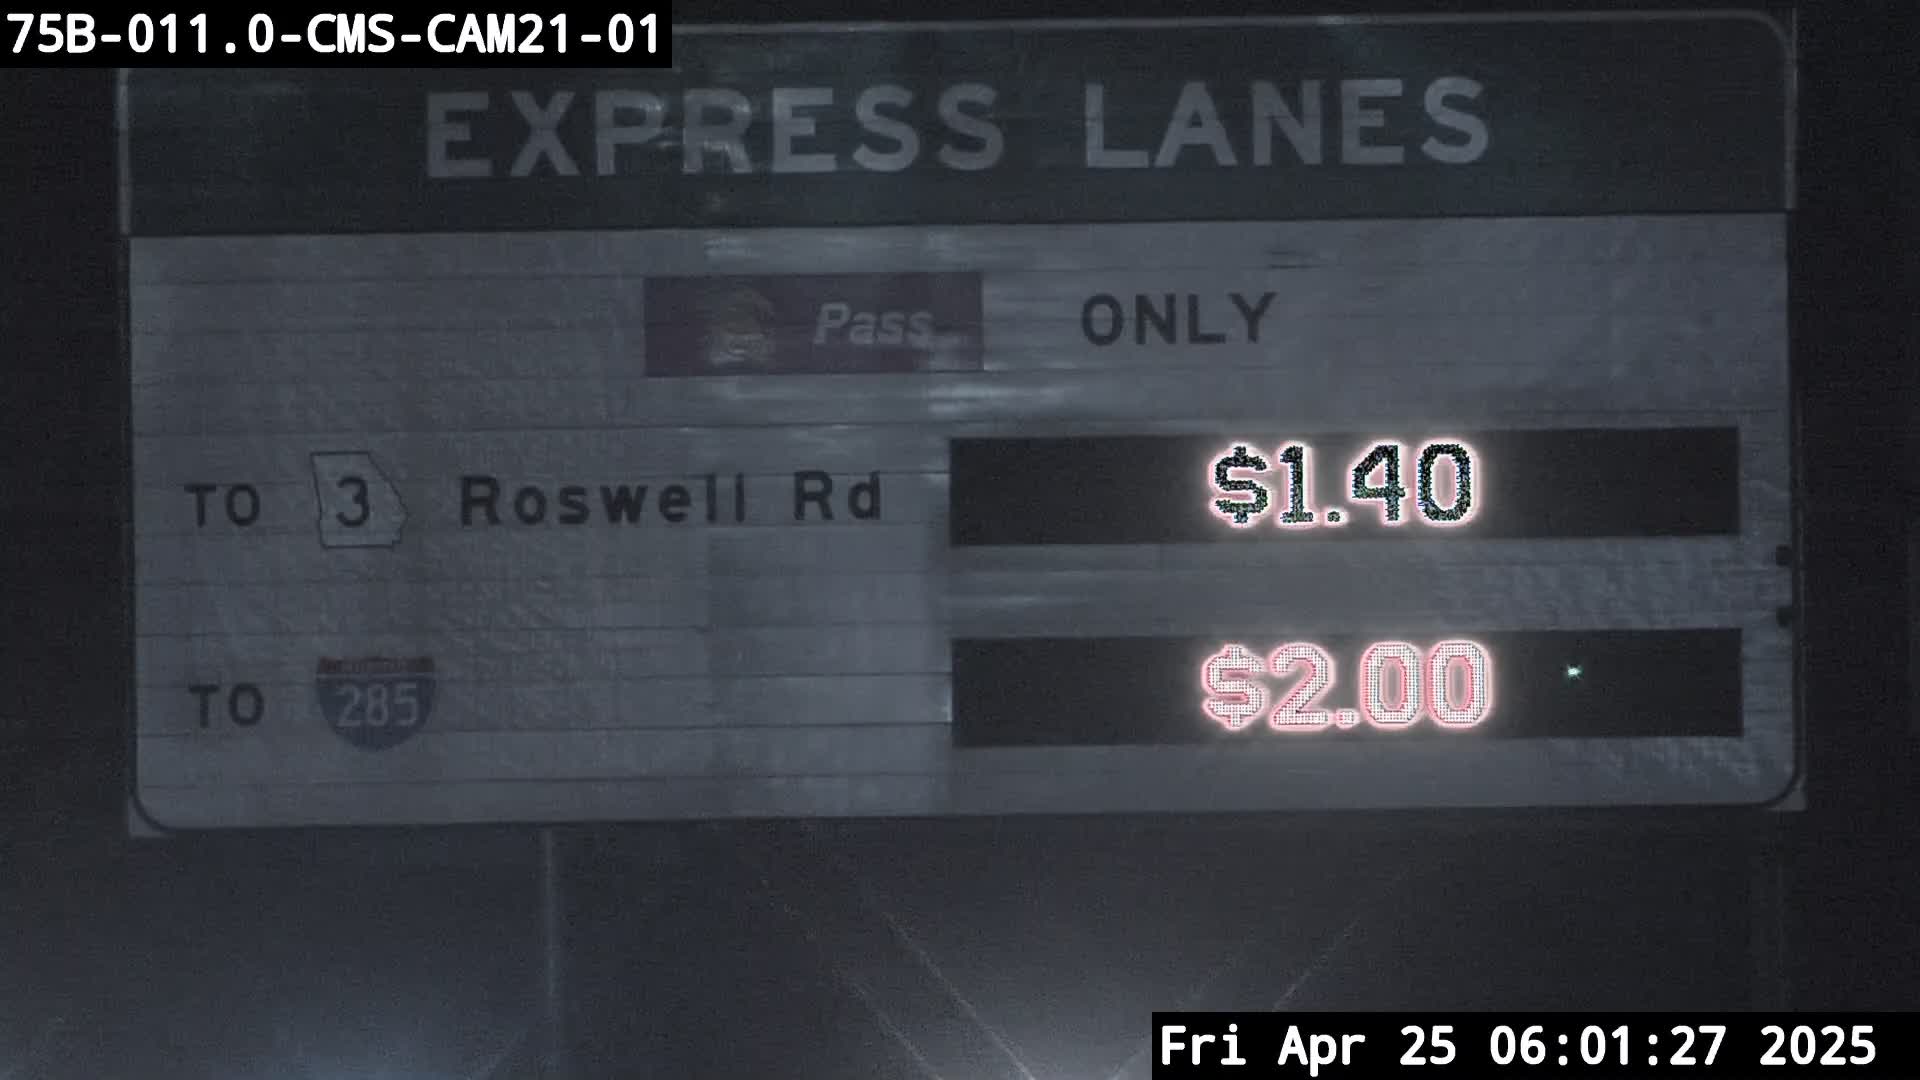 75B-011.0-CMS-CAM21-01
EXPRESS LANES
Pass ONLY
TO 3 Roswell Rd $1.40
TO 285 $2.00
Fri Apr 25 06:01:27 2025